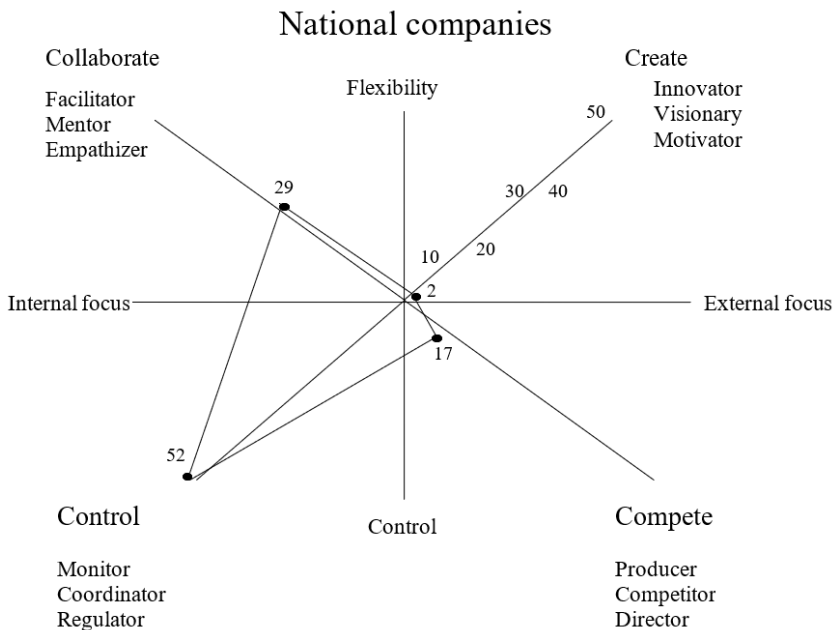 National companies
Collaborate
Create
Facilitator
Mentor
Empathizer
Flexibility
Innovator
Visionary
Motivator
50
29
30
40
10
20
2
Internal focus
External focus
17
52
Control
Control
Compete
Monitor
Coordinator
Regulator
Producer
Competitor
Director